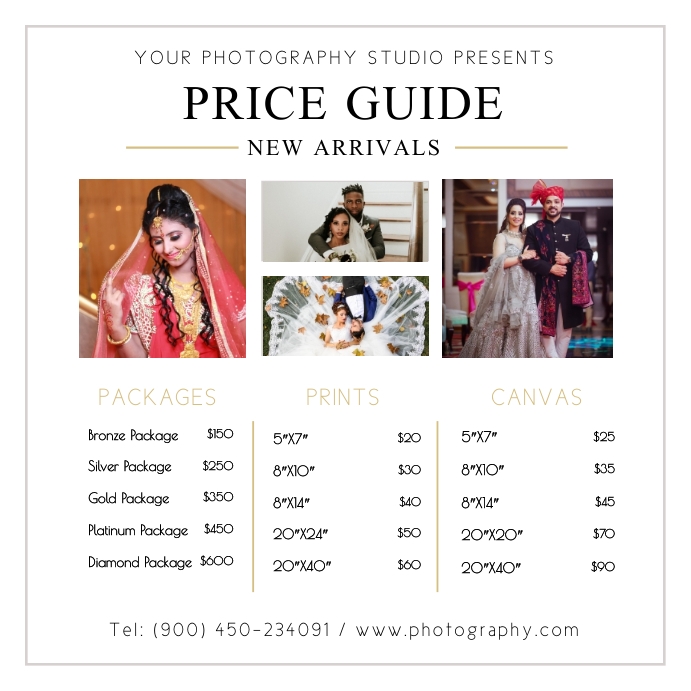 YOUR PHOTOGRAPHY STUDIO PRESENTS
PRICE GUIDE
NEW ARRIVALS
PACKAGES
Bronze Package $150
Silver Package $250
Gold Package $350
Platinum Package $450
Diamond Package $600
PRINTS
5"X7" $20
8"X10" $30
8"X14" $40
20"X24" $50
20"X40" $60
CANVAS
5"X7" $25
8"X10" $35
8"X14" $45
20"X20" $70
20"X40" $90
Tel: (900) 450-234091 / www.photography.com